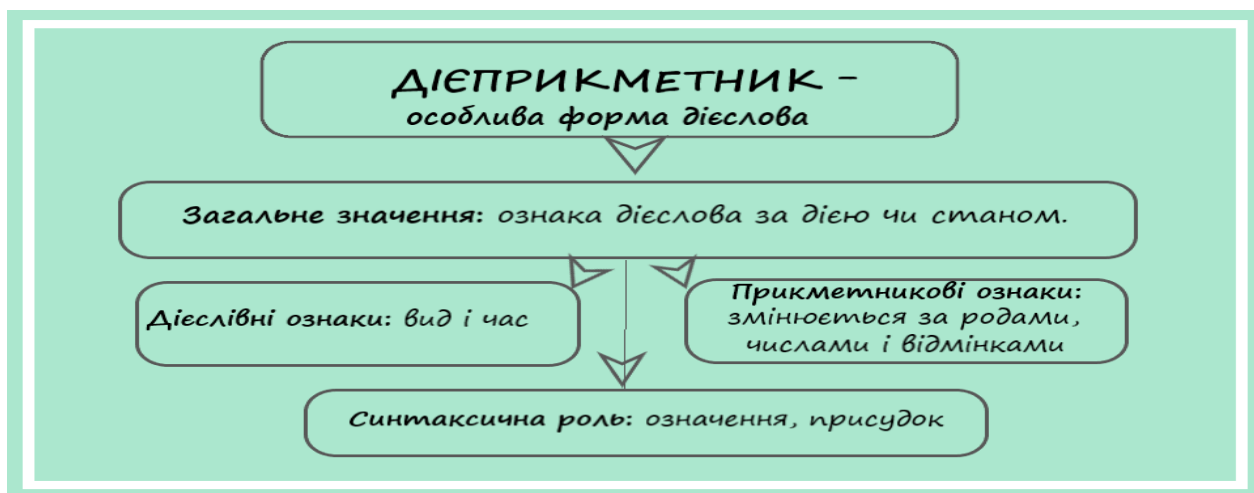 ДІЄПРИКМЕТНИК –
особлива форма дієслова
Загальне значення: ознака дієслова за дією чи станом.
Дієслівні ознаки: вид і час
Прикметникові ознаки:
змінюється за родами,
числами і відмінками
Синтаксична роль: означення, присудок